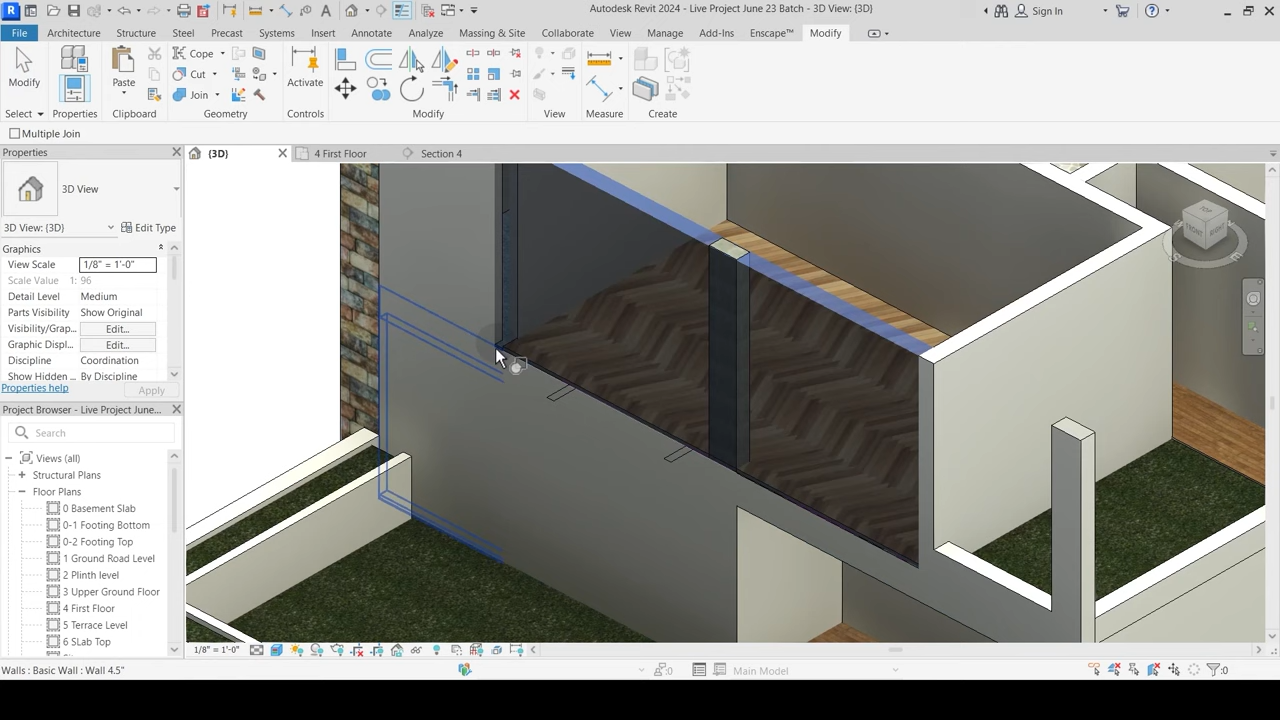 Autodesk Revit 2024 - Live Project June 23 Batch - 3D View: {3D}
Sign In
File Architecture Structure Steel Precast Systems Insert Annotate Analyze Massing & Site Collaborate View Manage Add-Ins Enscape™ Modify
Modify
Paste
Cope
Cut
Join
Activate
Select Properties Clipboard Geometry Controls Modify View Measure Create
Multiple Join
Properties
{3D}
4 First Floor
Section 4
3D View
3D View: {3D}
Edit Type
Graphics
View Scale 1/8" = 1'-0"
Scale Value 1: 96
Detail Level Medium
Parts Visibility Show Original
Visibility/Grap... Edit...
Graphic Displ... Edit...
Discipline Coordination
Show Hidden By Discipline
Properties help
Apply
Project Browser - Live Project June...
Search
Views (all)
Structural Plans
Floor Plans
0 Basement Slab
0-1 Footing Bottom
0-2 Footing Top
1 Ground Road Level
2 Plinth level
3 Upper Ground Floor
4 First Floor
5 Terrace Level
6 SLab Top
TOP
FRONT
RIGHT
1/8" = 1'-0"
Walls : Basic Wall : Wall 4.5"
:0
Main Model
:0